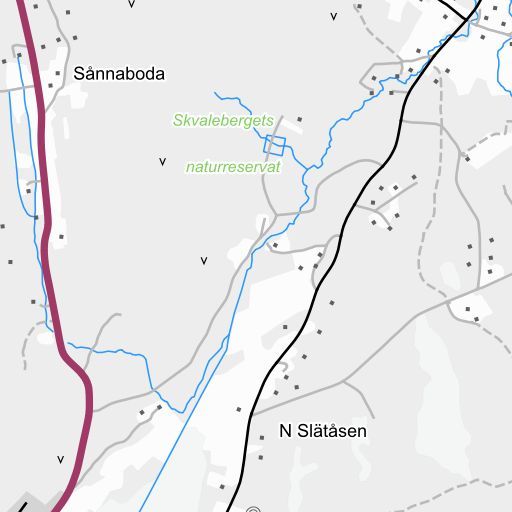 Sånnaboda
Skvalebergets
naturreservat
N Slätåsen